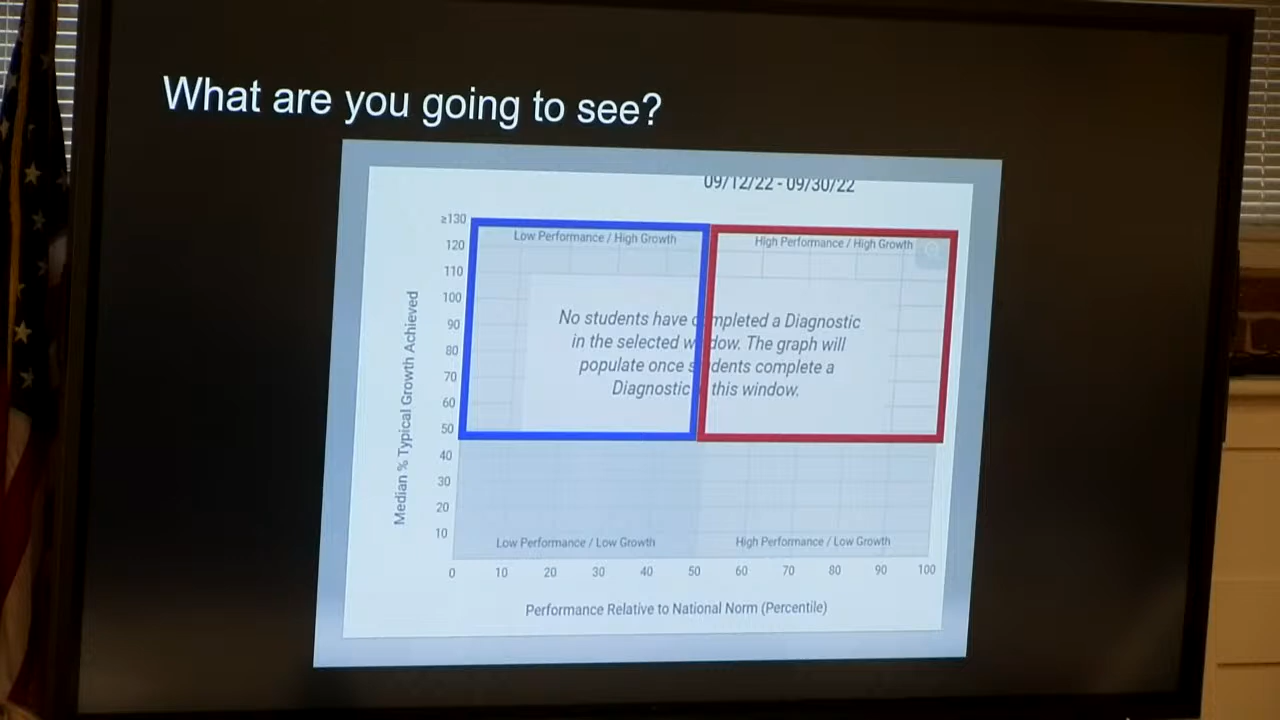 What are you going to see?
09/12/22 - 09/30/22
≥130
Low Performance / High Growth
High Performance / High Growth
120
110
100
90
80
70
60
50
40
30
20
10
Median % Typical Growth Achieved
No students have completed a Diagnostic
in the selected window. The graph will
populate once students complete a
Diagnostic this window.
Low Performance / Low Growth
High Performance / Low Growth
0 10 20 30 40 50 60 70 80 90 100
Performance Relative to National Norm (Percentile)